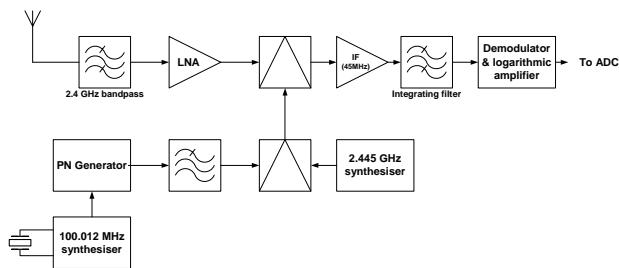 LNA
IF
(45MHz)
Demodulator
& logarithmic
amplifier
To ADC
2.4 GHz bandpass
Integrating filter
PN Generator
2.445 GHz
synthesiser
100.012 MHz
synthesiser